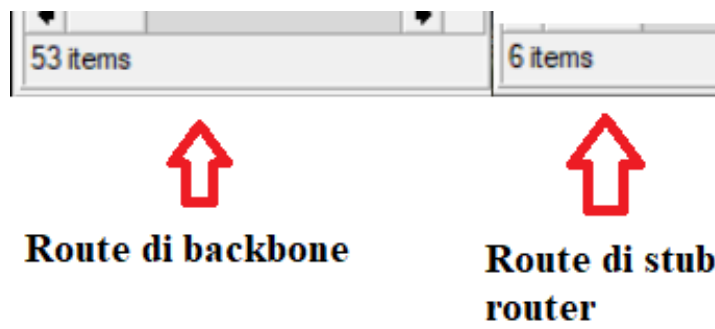 53 items
6 items
Route di backbone
Route di stub
router